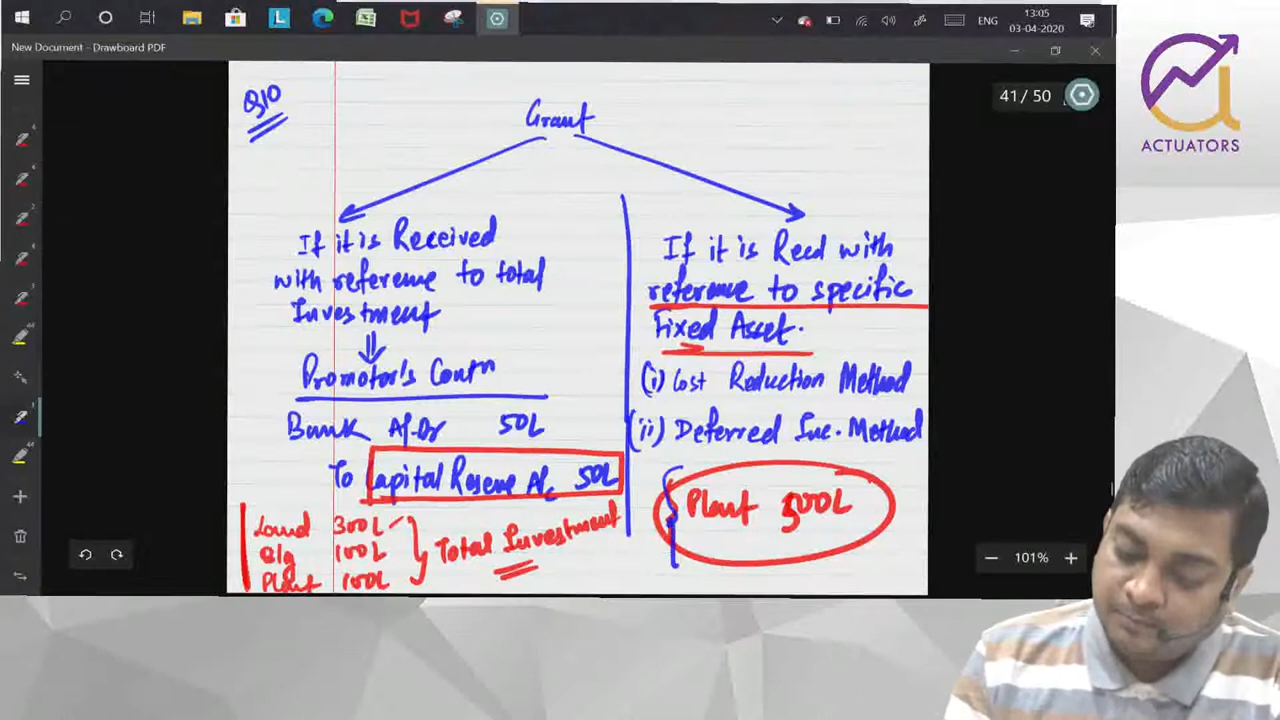 13:05
ENG
03-04-2020
New Document - Drawboard PDF
41 / 50
ACTUATORS
Q10
Grant
If it is Received
with reference to total
Investment
Promotor's Contn
Bank A/c Dr 50L
To Capital Reserve A/c 50L
Land 300L
Blg 100L
Plant 100L
Total Investment
If it is Recd with
reference to specific
Fixed Asset.
(i) Cost Reduction Method
(ii) Deferred Inc. Method
Plant 500L
101%